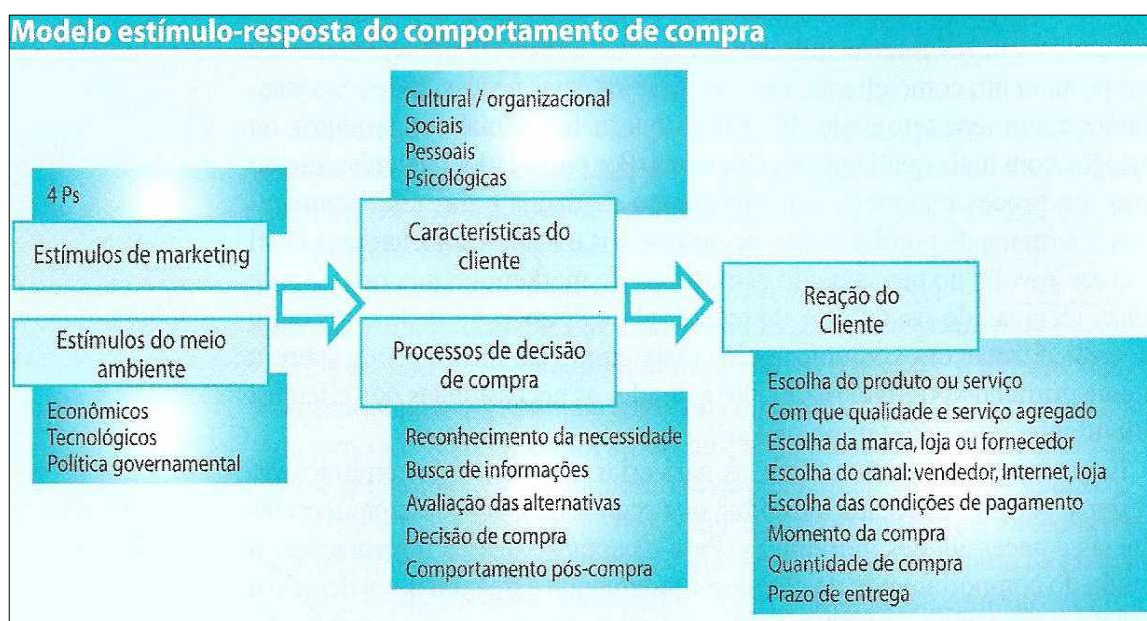 Modelo estímulo-resposta do comportamento de compra
4 Ps
Estímulos de marketing
Estímulos do meio
ambiente
Econômicos
Tecnológicos
Política governamental
Cultural / organizacional
Sociais
Pessoais
Psicológicas
Características do
cliente
Processos de decisão
de compra
Reconhecimento da necessidade
Busca de informações
Avaliação das alternativas
Decisão de compra
Comportamento pós-compra
Reação do
Cliente
Escolha do produto ou serviço
Com que qualidade e serviço agregado
Escolha da marca, loja ou fornecedor
Escolha do canal: vendedor, Internet, loja
Escolha das condições de pagamento
Momento da compra
Quantidade de compra
Prazo de entrega